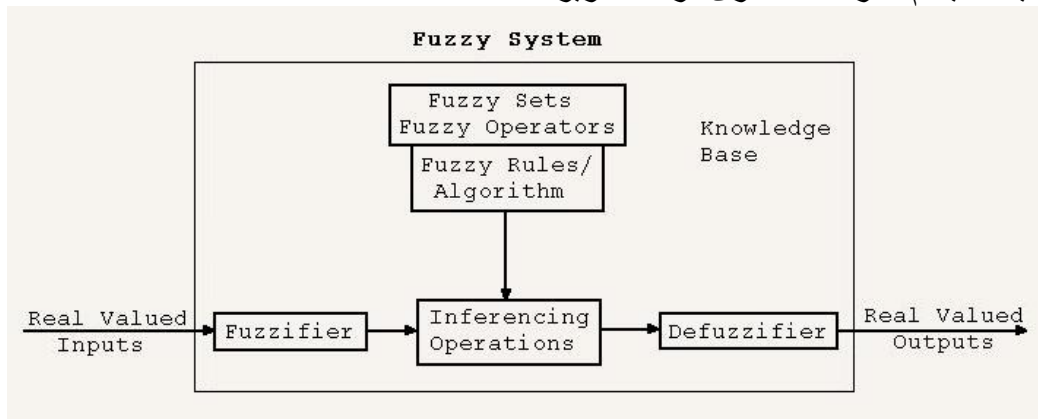 Fuzzy System
Fuzzy Sets
Fuzzy Operators
Knowledge
Base
Fuzzy Rules/
Algorithm
Real Valued
Inputs
Fuzzifier
Inferencing
Operations
Defuzzifier
Real Valued
Outputs